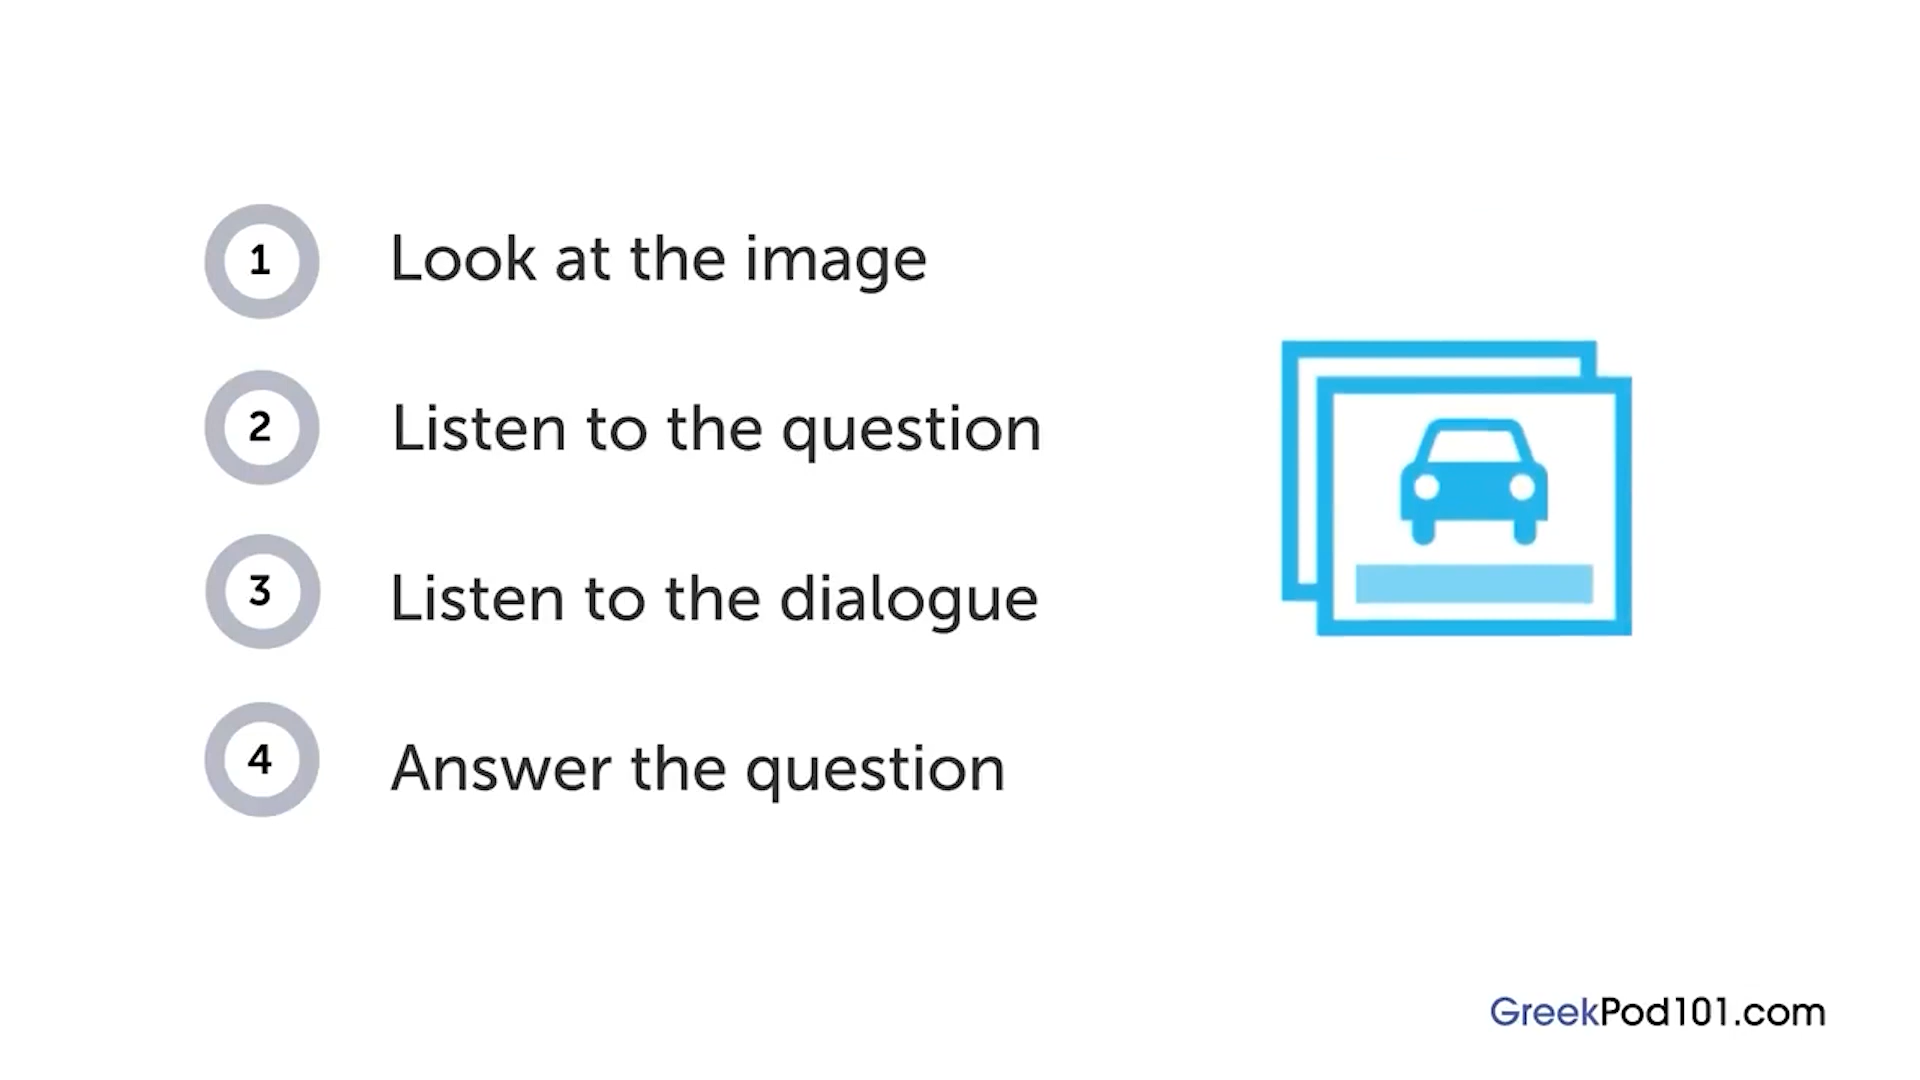 1 Look at the image
2 Listen to the question
3 Listen to the dialogue
4 Answer the question
GreekPod101.com